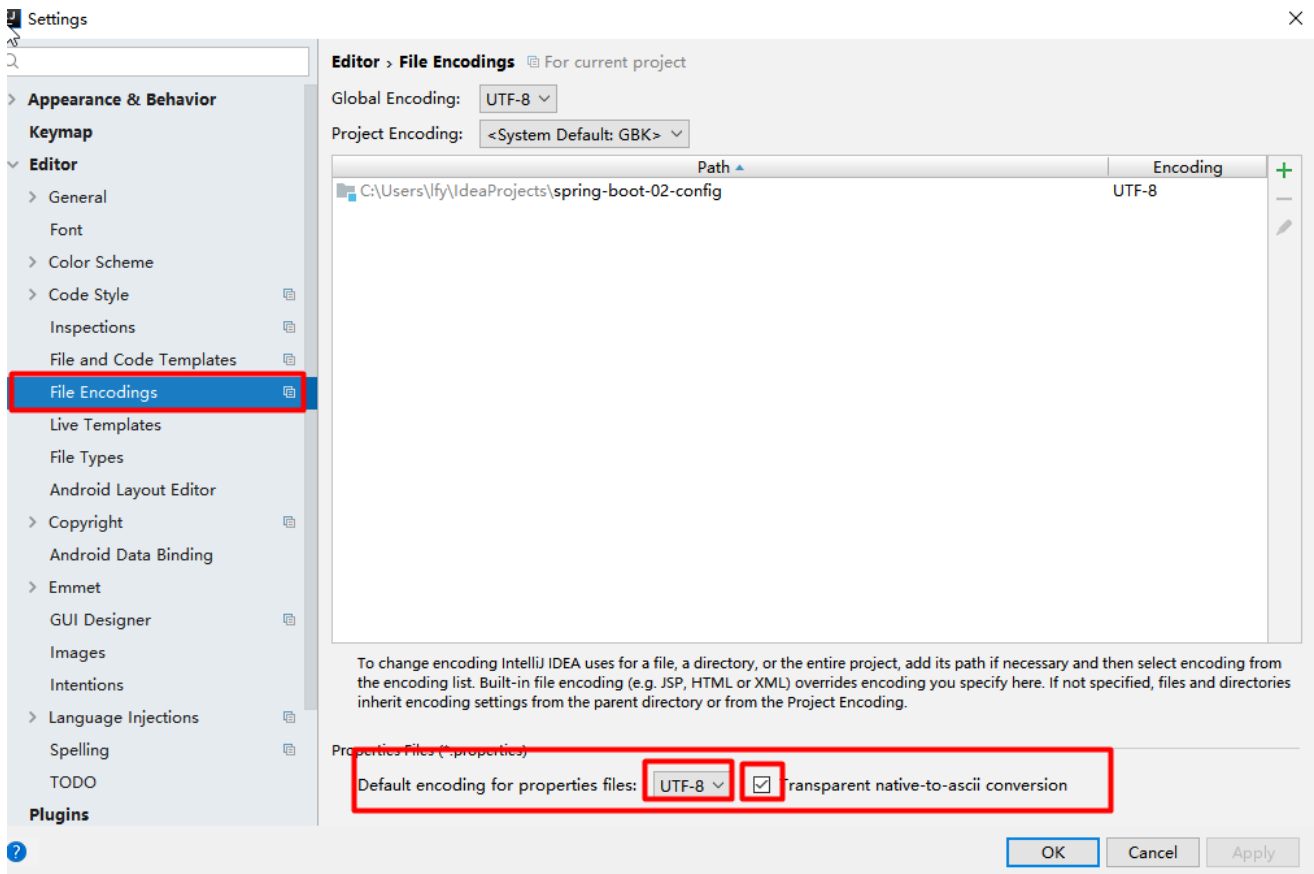 Settings
Appearance & Behavior
Keymap
Editor
General
Font
Color Scheme
Code Style
Inspections
File and Code Templates
File Encodings
Live Templates
File Types
Android Layout Editor
Copyright
Android Data Binding
Emmet
GUI Designer
Images
Intentions
Language Injections
Spelling
TODO
Plugins
Editor › File Encodings For current project
Global Encoding: UTF-8
Project Encoding: <System Default: GBK>
Path Encoding
C:\Users\lfy\IdeaProjects\spring-boot-02-config UTF-8
To change encoding IntelliJ IDEA uses for a file, a directory, or the entire project, add its path if necessary and then select encoding from
the encoding list. Built-in file encoding (e.g. JSP, HTML or XML) overrides encoding you specify here. If not specified, files and directories
inherit encoding settings from the parent directory or from the Project Encoding.
Properties Files (*.properties)
Default encoding for properties files: UTF-8 Transparent native-to-ascii conversion
? OK Cancel Apply